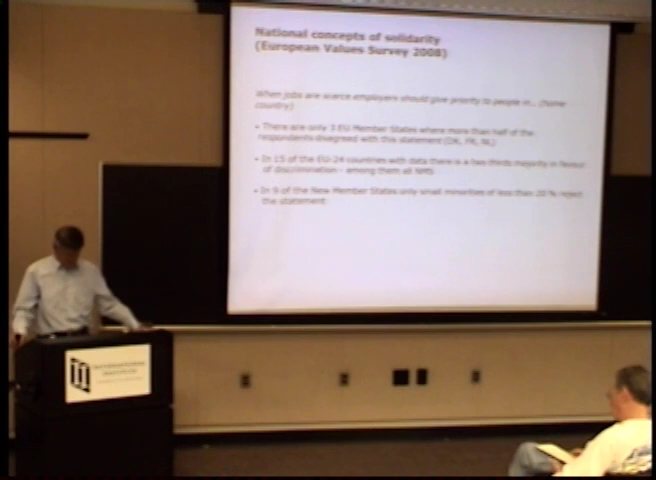 National concepts of solidarity
(European Values Survey 2008)
When jobs are scarce employers should give priority to people in... (home
country)
• There are only 3 EU Member States where more than half of the
respondents disagreed with this statement (DK, FR, NL)
• In 15 of the EU-24 countries with data there is a two thirds majority in favour
of discrimination - among them all NMS
• In 9 of the New Member States only small minorities of less than 20 % reject
the statement
INTERNATIONAL
INSTITUTE